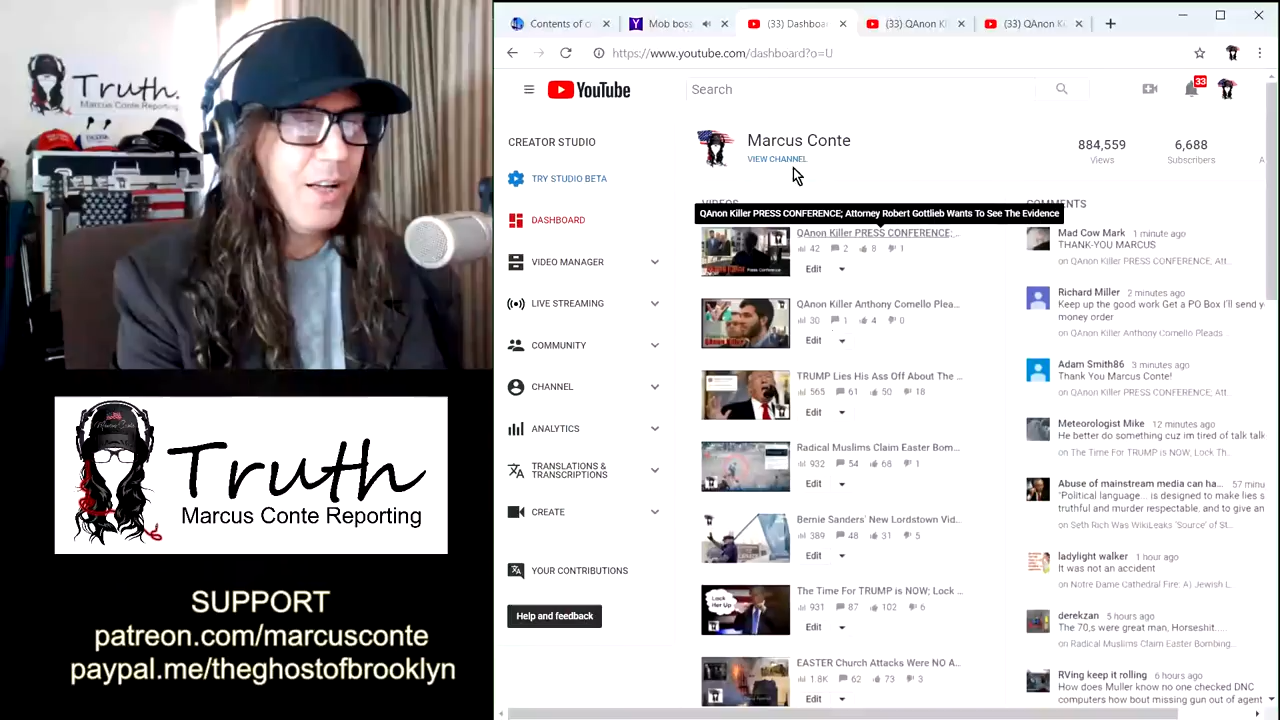 Truth.
Marcus Conte Reporting
Truth
Marcus Conte Reporting
SUPPORT
patreon.com/marcusconte
paypal.me/theghostofbrooklyn
Mob boss
(33) Dashboa
(33) QAnon Ki
(33) QAnon Ke
https://www.youtube.com/dashboard?o=U
YouTube
Search
33
CREATOR STUDIO
TRY STUDIO BETA
DASHBOARD
VIDEO MANAGER
LIVE STREAMING
COMMUNITY
CHANNEL
ANALYTICS
TRANSLATIONS &
TRANSCRIPTIONS
CREATE
YOUR CONTRIBUTIONS
Help and feedback
Marcus Conte
VIEW CHANNEL
884,559
Views
6,688
Subscribers
QAnon Killer PRESS CONFERENCE; Attorney Robert Gottlieb Wants To See The Evidence
QAnon Killer PRESS CONFERENCE; ...
42 2 8 1
Edit
QAnon Killer Anthony Comello Plea...
30 1 4 0
Edit
TRUMP Lies His Ass Off About The ...
565 61 50 18
Edit
Radical Muslims Claim Easter Bom...
932 54 68 1
Edit
Bernie Sanders' New Lordstown Vid...
389 48 31 5
Edit
Lock Her Up
The Time For TRUMP is NOW; Lock ...
931 87 102 6
Edit
EASTER Church Attacks Were NO A...
1.8K 62 73 3
Edit
COMMENTS
Mad Cow Mark 1 minute ago
THANK-YOU MARCUS
on QAnon Killer PRESS CONFERENCE; Att..
Richard Miller 2 minutes ago
Keep up the good work Get a PO Box I'll send y
money order
on QAnon Killer Anthony Comello Pleads ..
Adam Smith86 3 minutes ago
Thank You Marcus Conte!
on QAnon Killer PRESS CONFERENCE; Att..
Meteorologist Mike 12 minutes ago
He better do something cuz im tired of talk talk
on The Time For TRUMP is NOW, Lock Th..
Abuse of mainstream media can ha... 57 minu
"Political language... is designed to make lies s
truthful and murder respectable, and to give an
on Seth Rich Was WikiLeaks 'Source' of St...
ladylight walker 1 hour ago
It was not an accident
on Notre Dame Cathedral Fire: A) Jewish L.
derekzan 5 hours ago
The 70,s were great man, Horseshit.....
on Radical Muslims Claim Easter Bombing...
RVing keep it rolling 6 hours ago
How does Muller know no one checked DNC
computers how bout missing gun out of agent